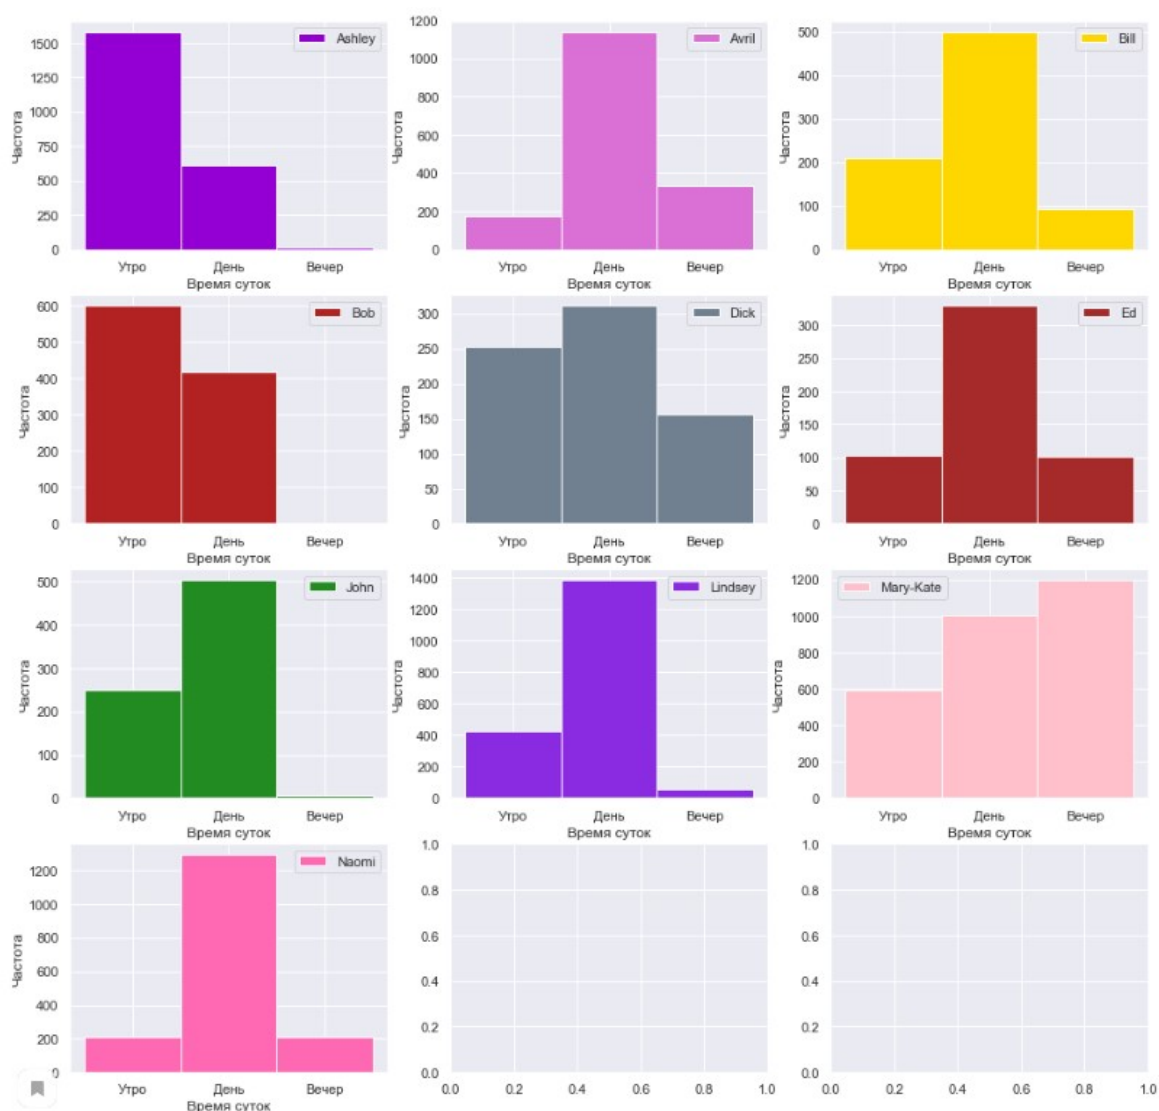 Ashley
Частота
1500
1250
1000
750
500
250
0
Утро День Вечер
Время суток
Avril
Частота
1200
1000
800
600
400
200
0
Утро День Вечер
Время суток
Bill
Частота
500
400
300
200
100
0
Утро День Вечер
Время суток
Bob
Частота
600
500
400
300
200
100
0
Утро День Вечер
Время суток
Dick
Частота
300
250
200
150
100
50
0
Утро День Вечер
Время суток
Ed
Частота
300
250
200
150
100
50
0
Утро День Вечер
Время суток
John
Частота
500
400
300
200
100
0
Утро День Вечер
Время суток
Lindsey
Частота
1400
1200
1000
800
600
400
200
0
Утро День Вечер
Время суток
Mary-Kate
Частота
1200
1000
800
600
400
200
0
Утро День Вечер
Время суток
Naomi
Частота
1200
1000
800
600
400
200
0
Утро День Вечер
Время суток
1.0
0.8
0.6
0.4
0.2
0.0
0.0 0.2 0.4 0.6 0.8 1.0
1.0
0.8
0.6
0.4
0.2
0.0
0.0 0.2 0.4 0.6 0.8 1.0